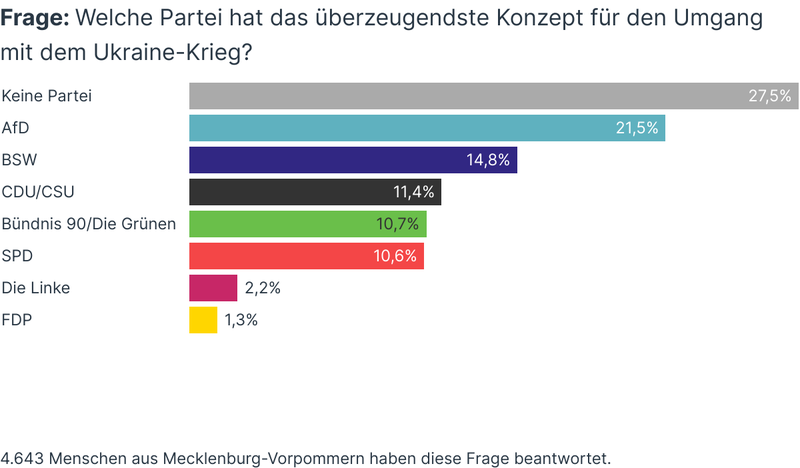 Frage: Welche Partei hat das überzeugendste Konzept für den Umgang
mit dem Ukraine-Krieg?
Keine Partei 27,5%
AfD 21,5%
BSW 14,8%
CDU/CSU 11,4%
Bündnis 90/Die Grünen 10,7%
SPD 10,6%
Die Linke 2,2%
FDP 1,3%
4.643 Menschen aus Mecklenburg-Vorpommern haben diese Frage beantwortet.